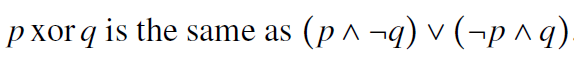 p xor q is the same as (p ∧ ¬q) ∨ (¬p ∧ q)